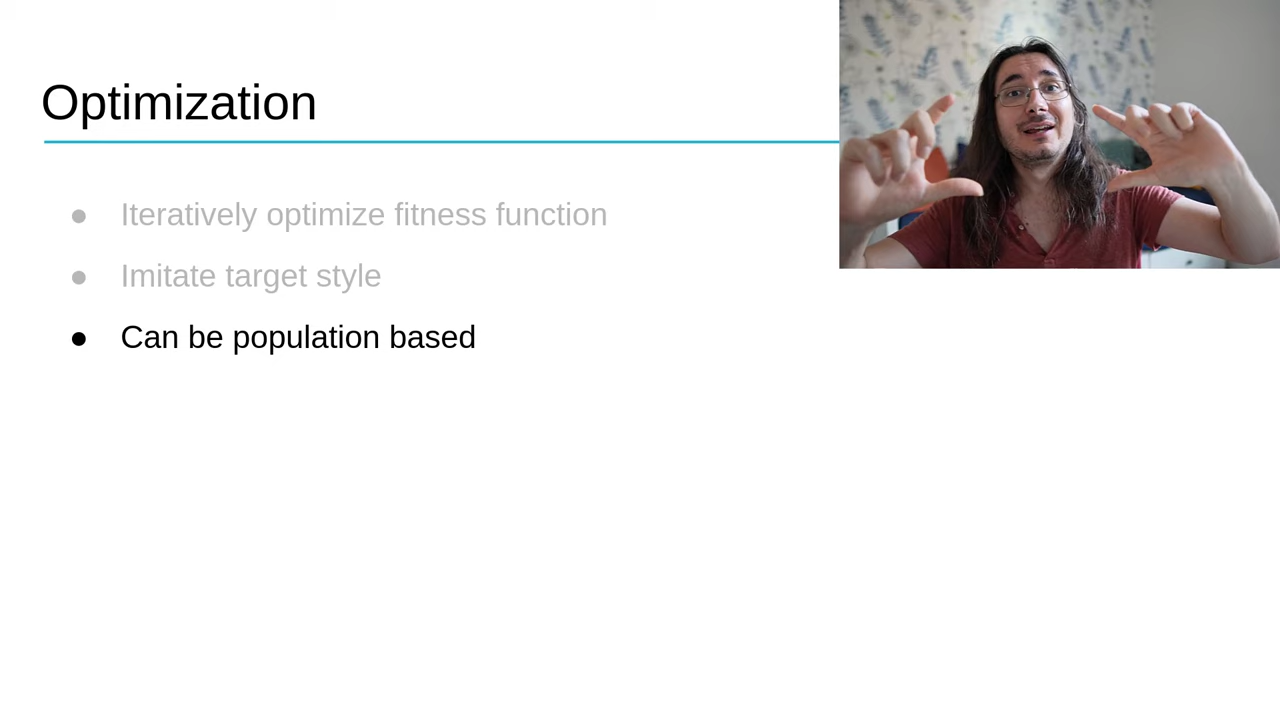 Optimization
● Iteratively optimize fitness function
● Imitate target style
● Can be population based